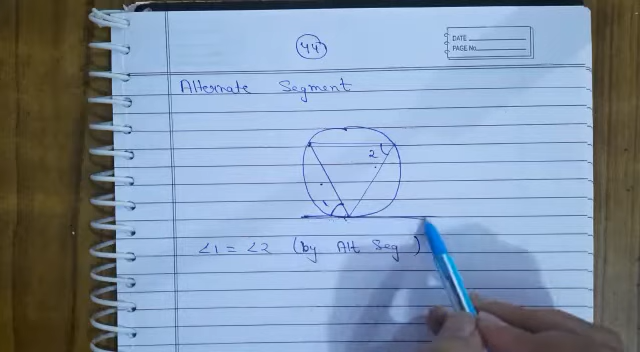 44
DATE
PAGE No.
Alternate Segment
2
1
∠1 = ∠2 (by Alt Seg)